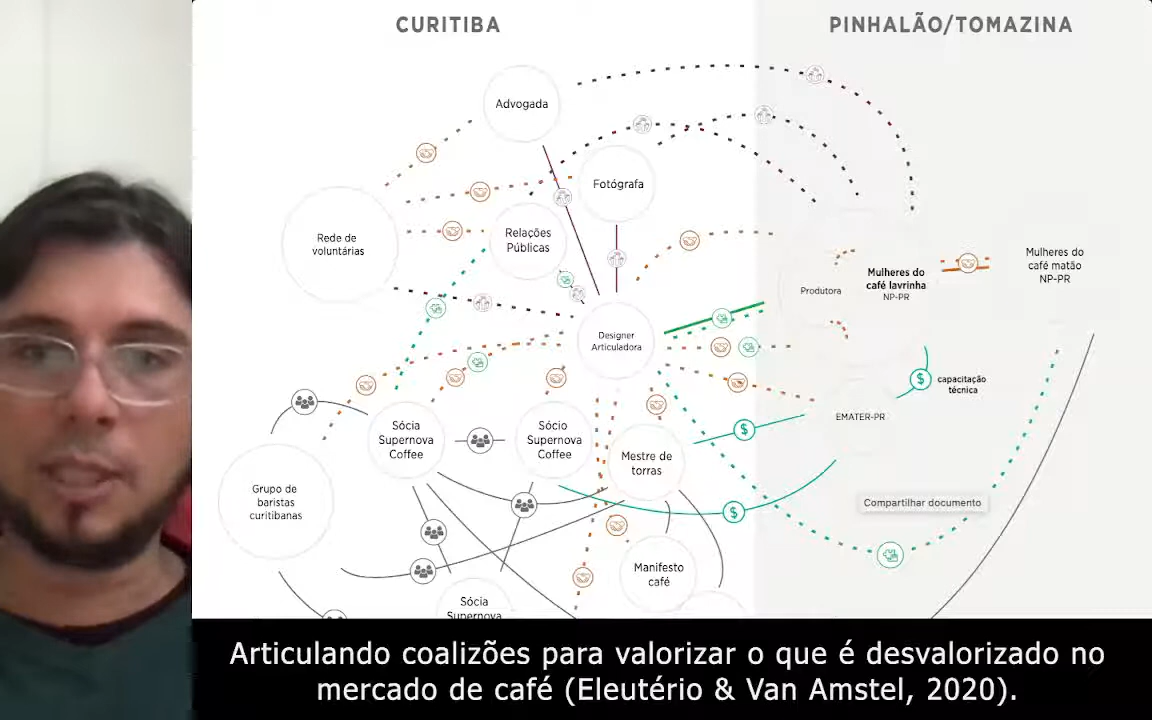 CURITIBA
PINHALÃO/TOMAZINA
Advogada
Fotógrafa
Rede de
voluntárias
Relações
Públicas
Designer
Articuladora
Produtora
Mulheres do
café lavrinha
NP-PR
Mulheres do
café matão
NP-PR
capacitação
técnica
EMATER-PR
Sócia
Supernova
Coffee
Sócio
Supernova
Coffee
Mestre de
torras
Grupo de
baristas
curitibanas
Compartilhar documento
Manifesto
café
Sócia
Supernova
Articulando coalizões para valorizar o que é desvalorizado no
mercado de café (Eleutério & Van Amstel, 2020).